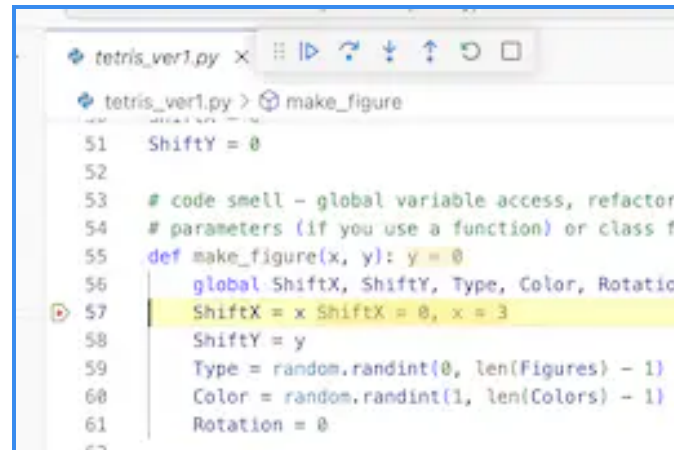 tetris_ver1.py ×
tetris_ver1.py > make_figure
51 ShiftY = 0
52
53 # code smell – global variable access, refactor
54 # parameters (if you use a function) or class f
55 def make_figure(x, y): y = 0
56 global ShiftX, ShiftY, Type, Color, Rotatio
57 ShiftX = x ShiftX = 0, x = 3
58 ShiftY = y
59 Type = random.randint(0, len(Figures) - 1)
60 Color = random.randint(1, len(Colors) - 1)
61 Rotation = 0